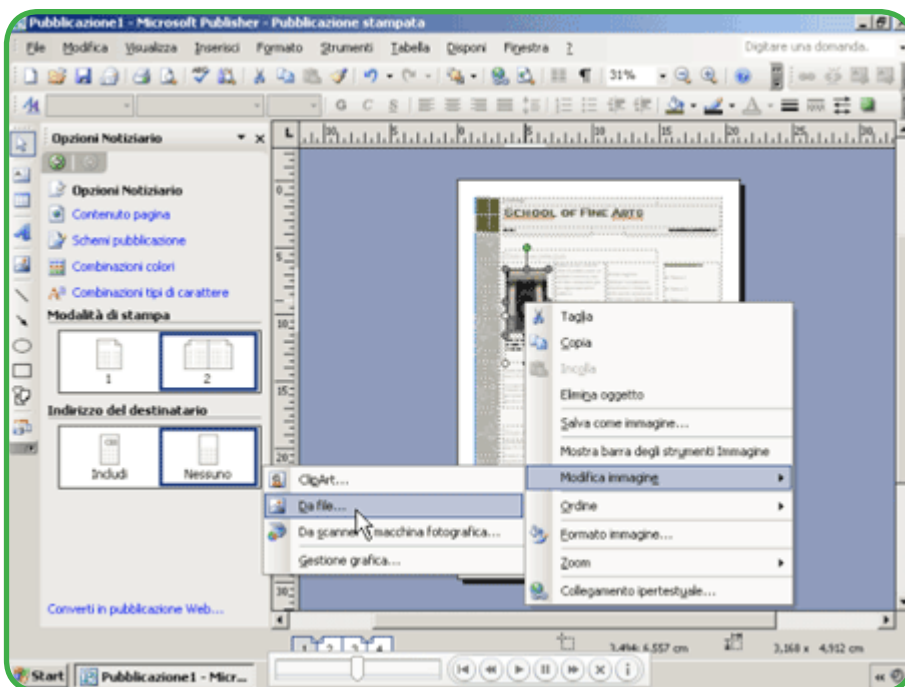 Pubblicazione1 - Microsoft Publisher - Pubblicazione stampata
File Modifica Visualizza Inserisci Formato Strumenti Tabella Disponi Finestra ?
Digitare una domanda.
31%
G C S
Opzioni Notiziario
Opzioni Notiziario
Contenuto pagina
Schemi pubblicazione
Combinazioni colori
Combinazioni tipi di carattere
Modalità di stampa
1 2
Indirizzo del destinatario
Includi Nessuno
Converti in pubblicazione Web...
SCHOOL OF FINE ARTS
Taglia
Copia
Incolla
Elimina oggetto
Salva come immagine...
Mostra barra degli strumenti Immagine
Modifica immagine
Ordine
Formato immagine...
Zoom
Collegamento ipertestuale...
ClipArt...
Da file...
Da scanner macchina fotografica...
Gestione grafica...
1 2 3 4
3,494; 6,557 cm
3,168 x 4,912 cm
Start
Pubblicazione1 - Micr...